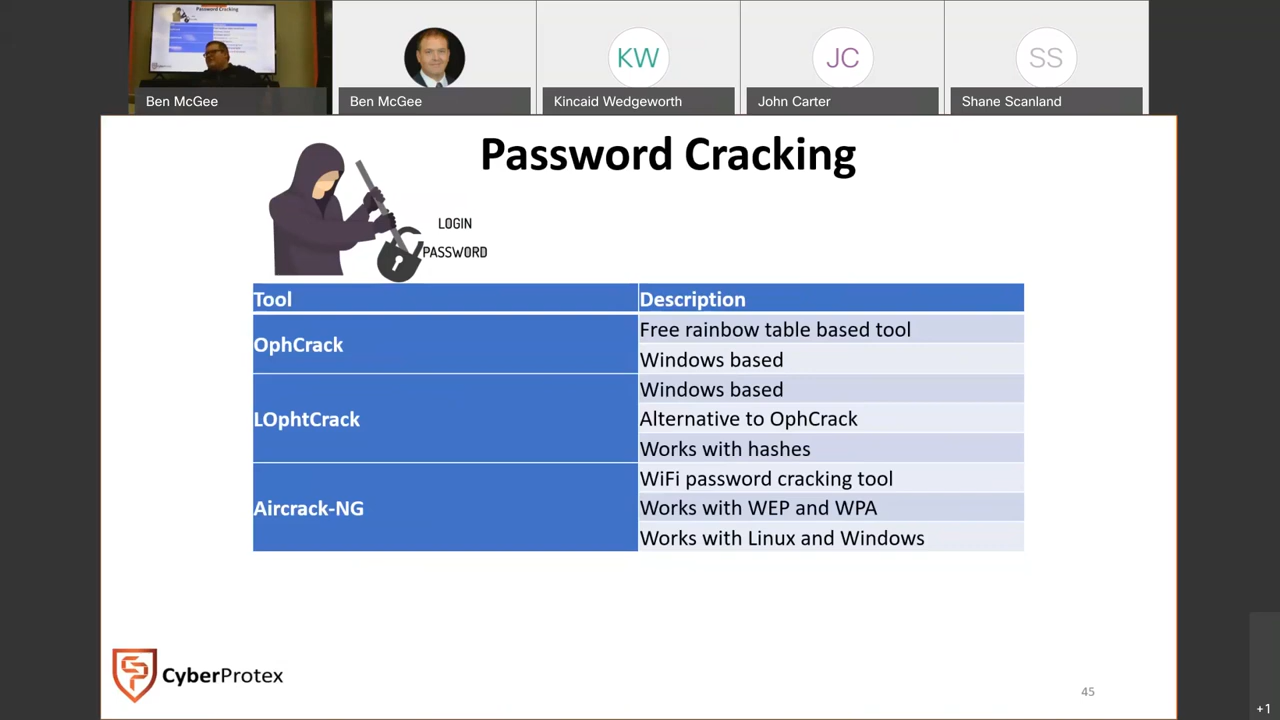 Password Cracking
Ben McGee
Ben McGee
KW
Kincaid Wedgeworth
JC
John Carter
SS
Shane Scanland
Password Cracking
LOGIN
PASSWORD
Tool Description
OphCrack
Free rainbow table based tool
Windows based
LOphtCrack
Windows based
Alternative to OphCrack
Works with hashes
Aircrack-NG
WiFi password cracking tool
Works with WEP and WPA
Works with Linux and Windows
CyberProtex
45
+1